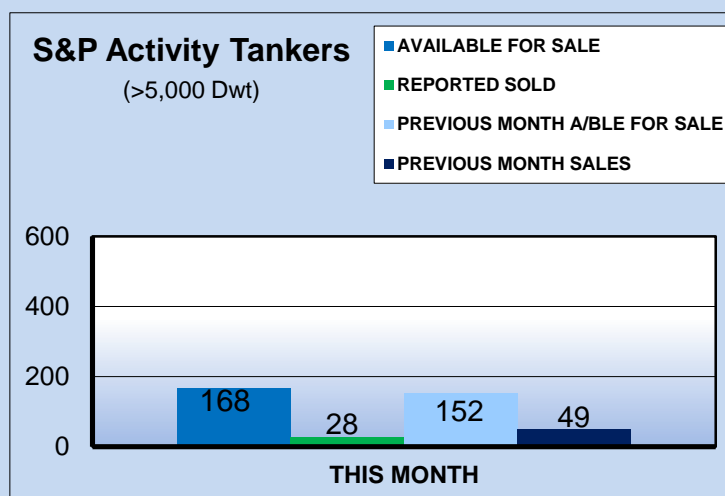 S&P Activity Tankers
(>5,000 Dwt)
AVAILABLE FOR SALE
REPORTED SOLD
PREVIOUS MONTH A/BLE FOR SALE
PREVIOUS MONTH SALES
600
400
200
0
168
28
152
49
THIS MONTH